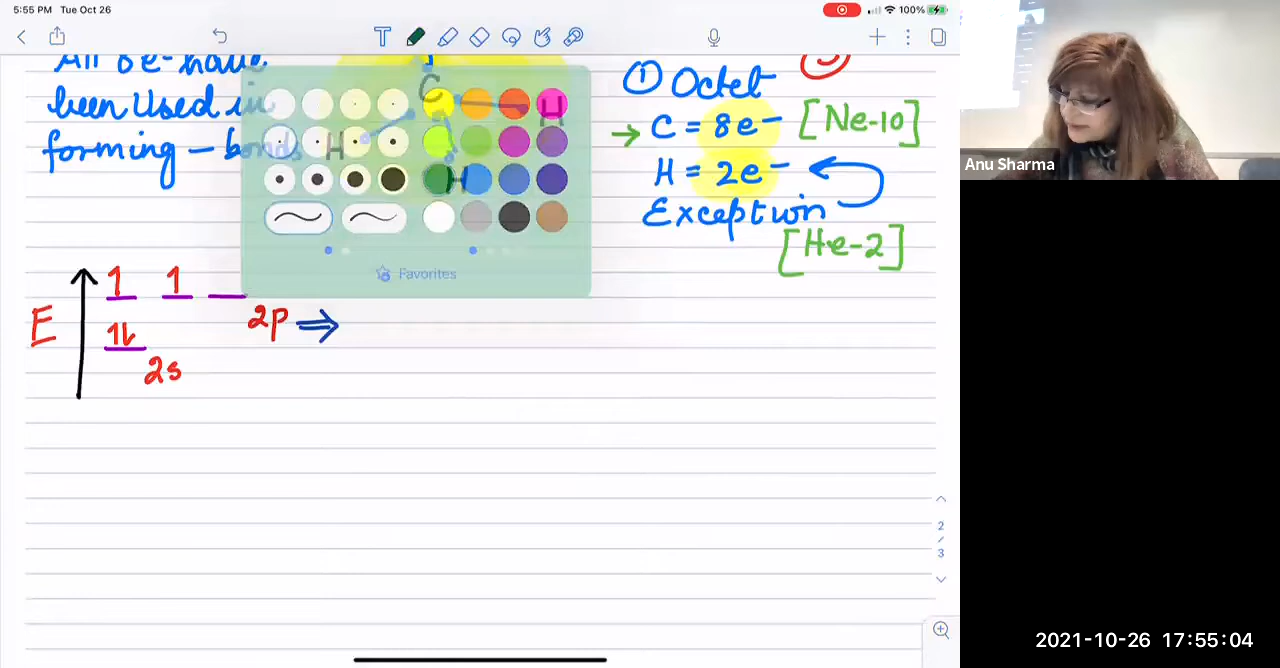 5:55 PM Tue Oct 26
100%
All 8 e- have
been Used in
forming - bonds
C
H
H
H
① Octet
→ C = 8e- [Ne-10]
H = 2e-
Exception
[He-2]
Favorites
E
1 1
2p ⇒
1l
2s
2
/
3
Anu Sharma
2021-10-26 17:55:04